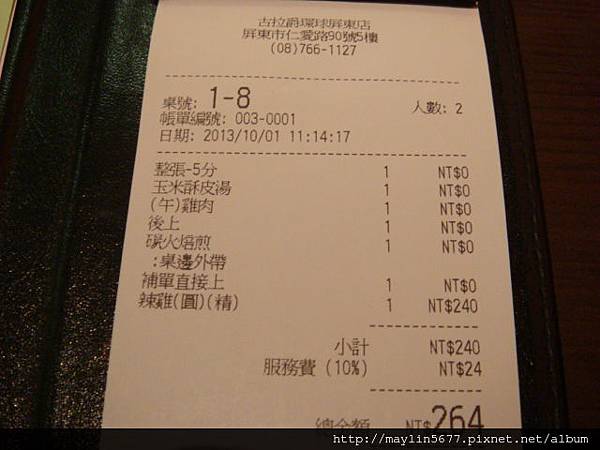 古拉爵環球屏東店
屏東市仁愛路90號5樓
(08)766-1127
桌號: 1-8 人數: 2
帳單編號: 003-0001
日期: 2013/10/01 11:14:17
整張-5分 1 NT$0
玉米酥皮湯 1 NT$0
(午)雞肉 1 NT$0
後上 1 NT$0
碳火焙煎 1 NT$0
:桌邊外帶
補單直接上 1 NT$0
辣雞(圓)(精) 1 NT$240
小計 NT$240
服務費 (10%) NT$24
總金額 NT$264
http://maylin5677.pixnet.net/album